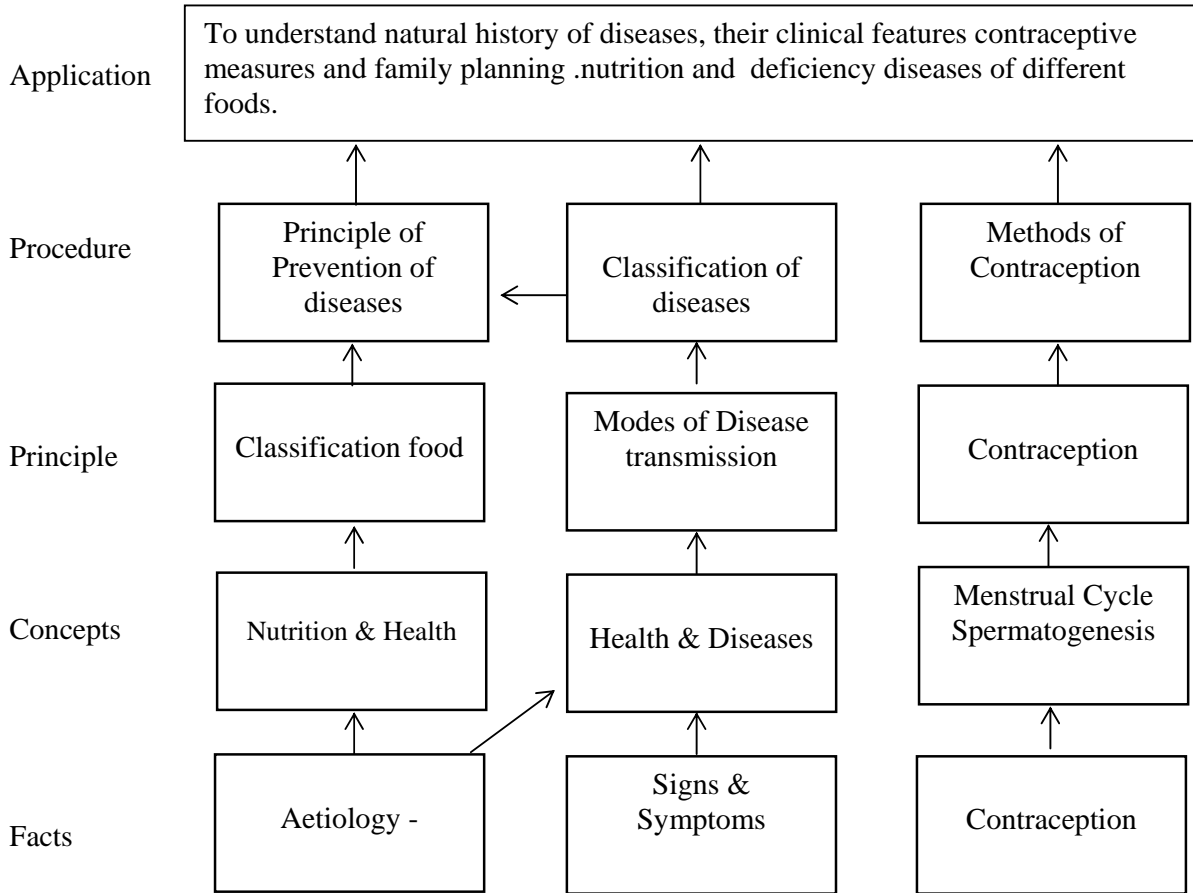 Application
To understand natural history of diseases, their clinical features contraceptive
measures and family planning .nutrition and  deficiency diseases of different
foods.
Procedure
Principle of
Prevention of
diseases
Classification of
diseases
Methods of
Contraception
Principle
Classification food
Modes of Disease
transmission
Contraception
Concepts
Nutrition & Health
Health & Diseases
Menstrual Cycle
Spermatogenesis
Facts
Aetiology -
Signs &
Symptoms
Contraception